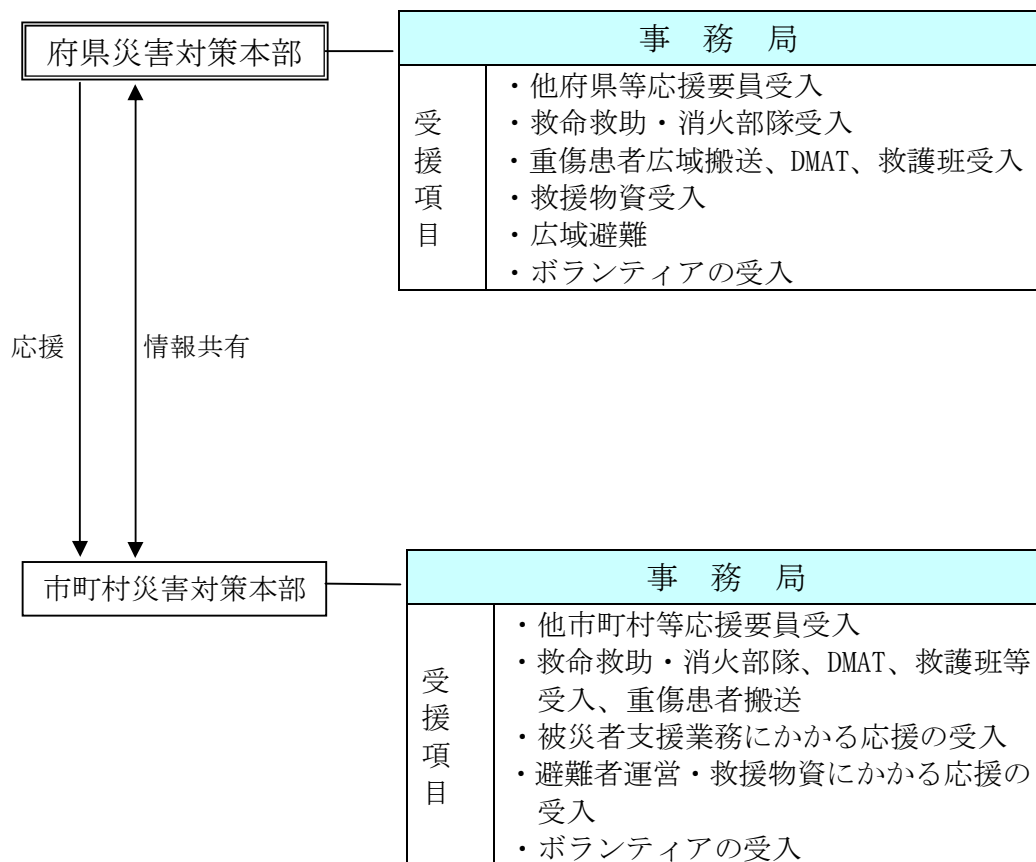 府県災害対策本部
事　務　局
受援項目
・他府県等応援要員受入
・救命救助・消火部隊受入
・重傷患者広域搬送、DMAT、救護班受入
・救援物資受入
・広域避難
・ボランティアの受入
応援
情報共有
市町村災害対策本部
事　務　局
受援項目
・他市町村等応援要員受入
・救命救助・消火部隊、DMAT、救護班等
受入、重傷患者搬送
・被災者支援業務にかかる応援の受入
・避難者運営・救援物資にかかる応援の
受入
・ボランティアの受入